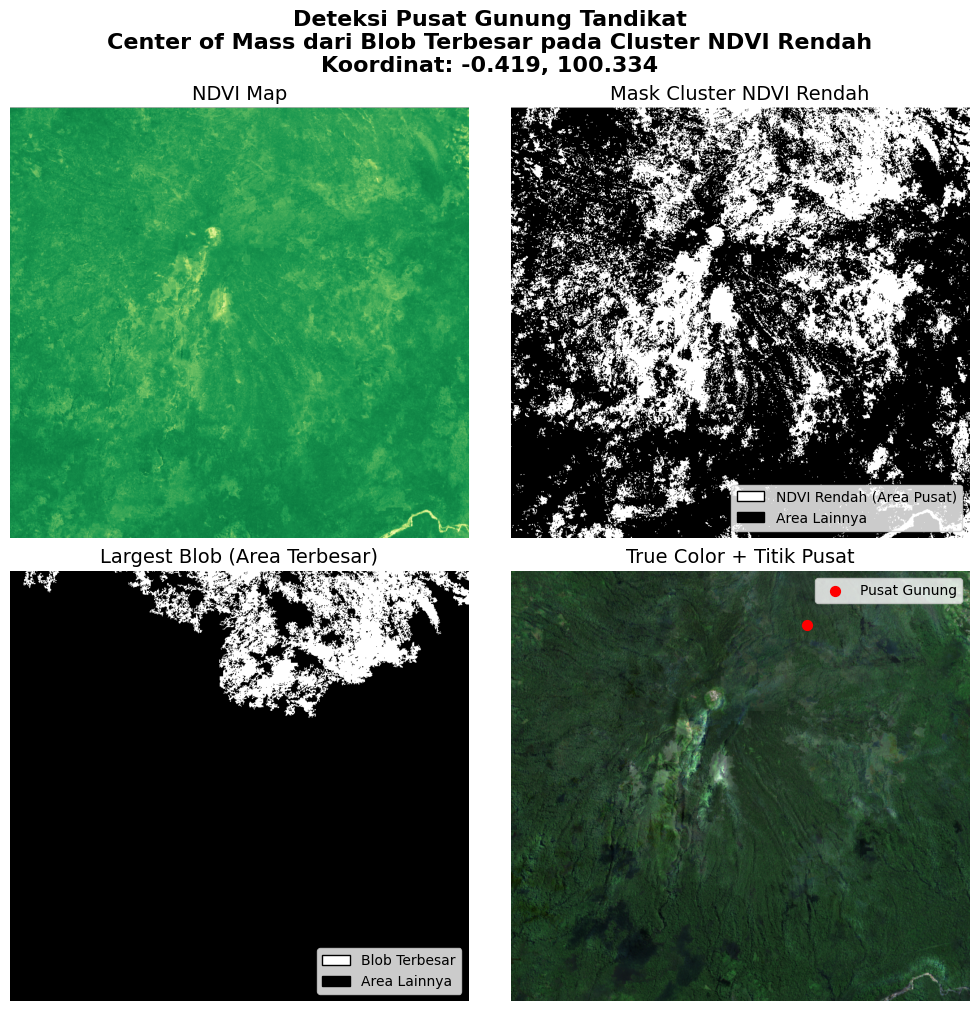 Deteksi Pusat Gunung Tandikat
Center of Mass dari Blob Terbesar pada Cluster NDVI Rendah
Koordinat: -0.419, 100.334
NDVI Map
Mask Cluster NDVI Rendah
NDVI Rendah (Area Pusat)
Area Lainnya
Largest Blob (Area Terbesar)
Blob Terbesar
Area Lainnya
True Color + Titik Pusat
Pusat Gunung